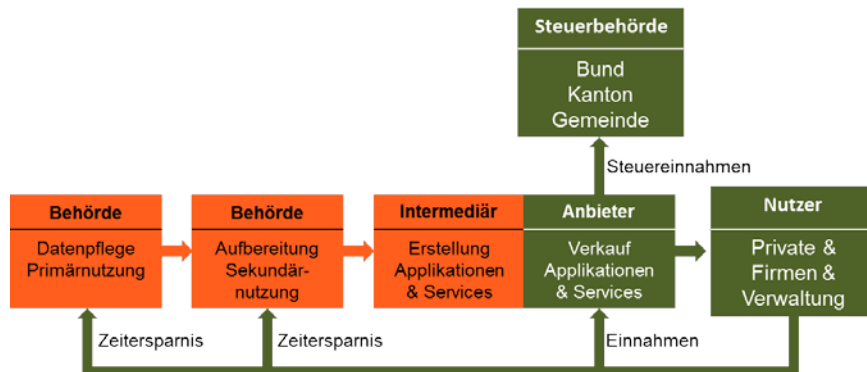 Steuerbehörde
Bund
Kanton
Gemeinde
Steuereinnahmen
Behörde
Datenpflege
Primärnutzung
Behörde
Aufbereitung
Sekundär-
nutzung
Intermediär
Erstellung
Applikationen
& Services
Anbieter
Verkauf
Applikationen
& Services
Nutzer
Private &
Firmen &
Verwaltung
Zeitersparnis
Zeitersparnis
Einnahmen